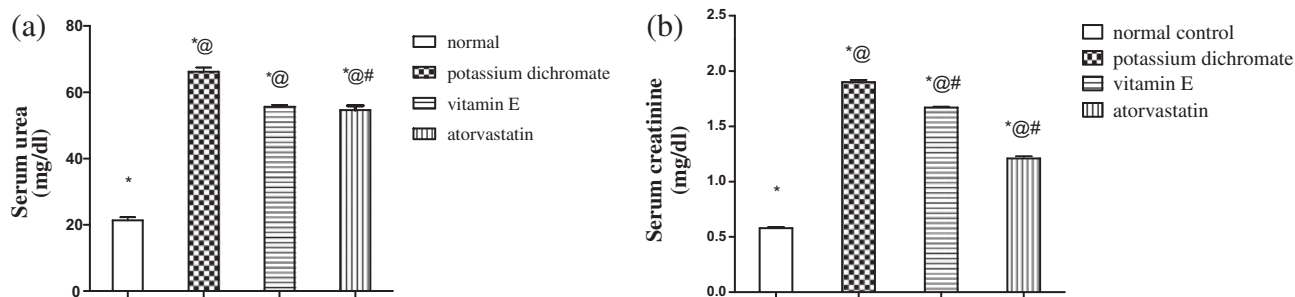 (a)
Serum urea
(mg/dl)
80
60
40
20
0
*
*@
*@
*@#
normal
potassium dichromate
vitamin E
atorvastatin
(b)
Serum creatinine
(mg/dl)
2.5
2.0
1.5
1.0
0.5
0.0
*
*@
*@#
*@#
normal control
potassium dichromate
vitamin E
atorvastatin